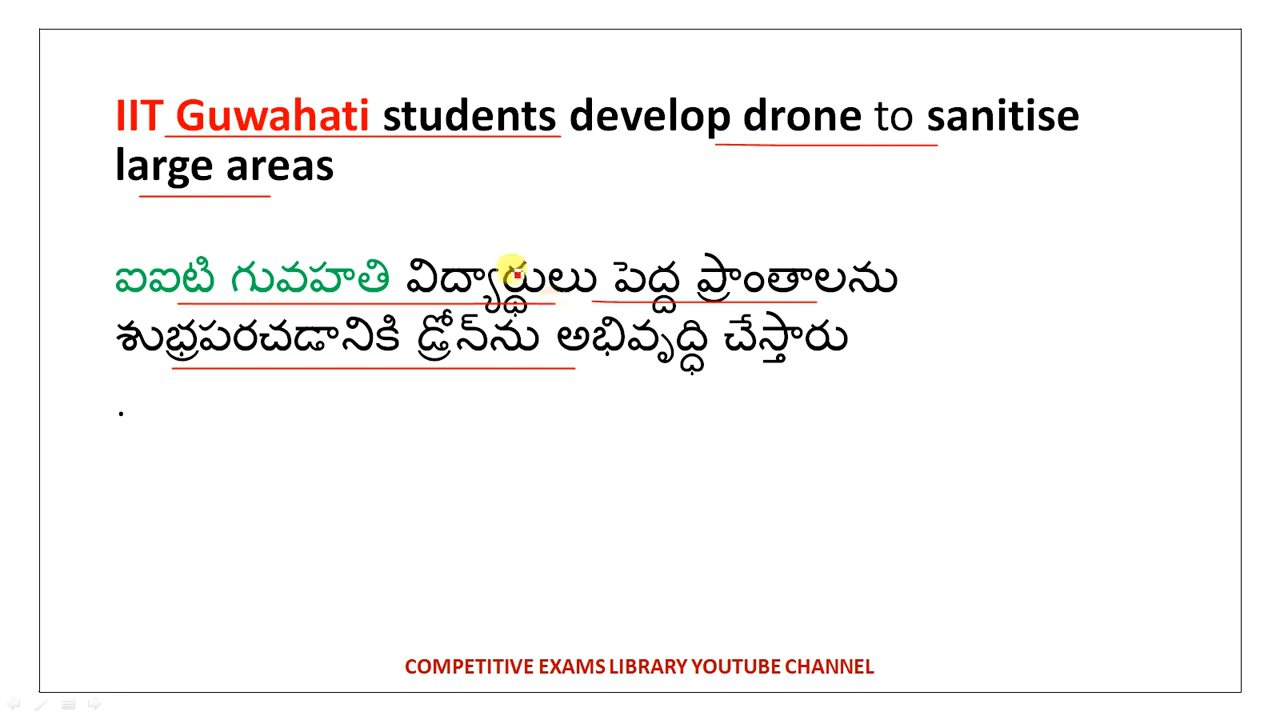 IIT Guwahati students develop drone to sanitise
large areas
ఐఐటి గువహతి విద్యార్థులు పెద్ద ప్రాంతాలను
శుభ్రపరచడానికి డ్రోన్‌ను అభివృద్ధి చేస్తారు
.
COMPETITIVE EXAMS LIBRARY YOUTUBE CHANNEL